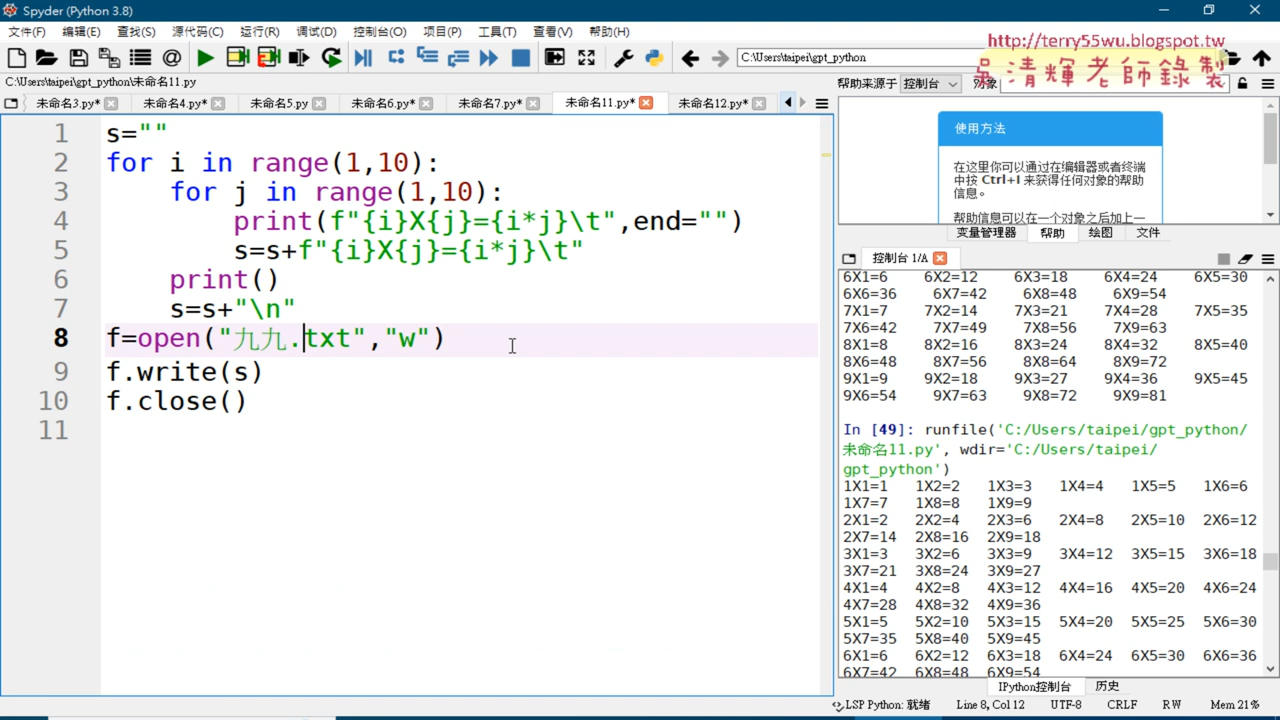 Spyder (Python 3.8)
文件(F) 编辑(E) 查找(S) 源代码(C) 运行(R) 调试(D) 控制台(O) 项目(P) 工具(T) 查看(V) 帮助(H)
http://terry55wu.blogspot.tw
吳清輝老師錄製
C:\Users\taipei\gpt_python
C:\Users\taipei\gpt_python\未命名11.py
帮助来源于 控制台 对象
未命名3.py* 未命名4.py* 未命名5.py 未命名6.py* 未命名7.py* 未命名11.py* 未命名12.py*
1 s=""
2 for i in range(1,10):
3 for j in range(1,10):
4 print(f"{i}X{j}={i*j}\t",end="")
5 s=s+f"{i}X{j}={i*j}\t"
6 print()
7 s=s+"\n"
8 f=open("九九.txt","w")
9 f.write(s)
10 f.close()
11
使用方法
在这里你可以通过在编辑器或者终端
中按 Ctrl+I 来获得任何对象的帮助
信息。
帮助信息可以在一个对象之后加上一
变量管理器 帮助 绘图 文件
控制台 1/A
6X1=6 6X2=12 6X3=18 6X4=24 6X5=30
6X6=36 6X7=42 6X8=48 6X9=54
7X1=7 7X2=14 7X3=21 7X4=28 7X5=35
7X6=42 7X7=49 7X8=56 7X9=63
8X1=8 8X2=16 8X3=24 8X4=32 8X5=40
8X6=48 8X7=56 8X8=64 8X9=72
9X1=9 9X2=18 9X3=27 9X4=36 9X5=45
9X6=54 9X7=63 9X8=72 9X9=81
In [49]: runfile('C:/Users/taipei/gpt_python/
未命名11.py', wdir='C:/Users/taipei/
gpt_python')
1X1=1 1X2=2 1X3=3 1X4=4 1X5=5 1X6=6
1X7=7 1X8=8 1X9=9
2X1=2 2X2=4 2X3=6 2X4=8 2X5=10 2X6=12
2X7=14 2X8=16 2X9=18
3X1=3 3X2=6 3X3=9 3X4=12 3X5=15 3X6=18
3X7=21 3X8=24 3X9=27
4X1=4 4X2=8 4X3=12 4X4=16 4X5=20 4X6=24
4X7=28 4X8=32 4X9=36
5X1=5 5X2=10 5X3=15 5X4=20 5X5=25 5X6=30
5X7=35 5X8=40 5X9=45
6X1=6 6X2=12 6X3=18 6X4=24 6X5=30 6X6=36
6X7=42 6X8=48 6X9=54
IPython控制台 历史
LSP Python: 就绪 Line 8, Col 12 UTF-8 CRLF RW Mem 21%